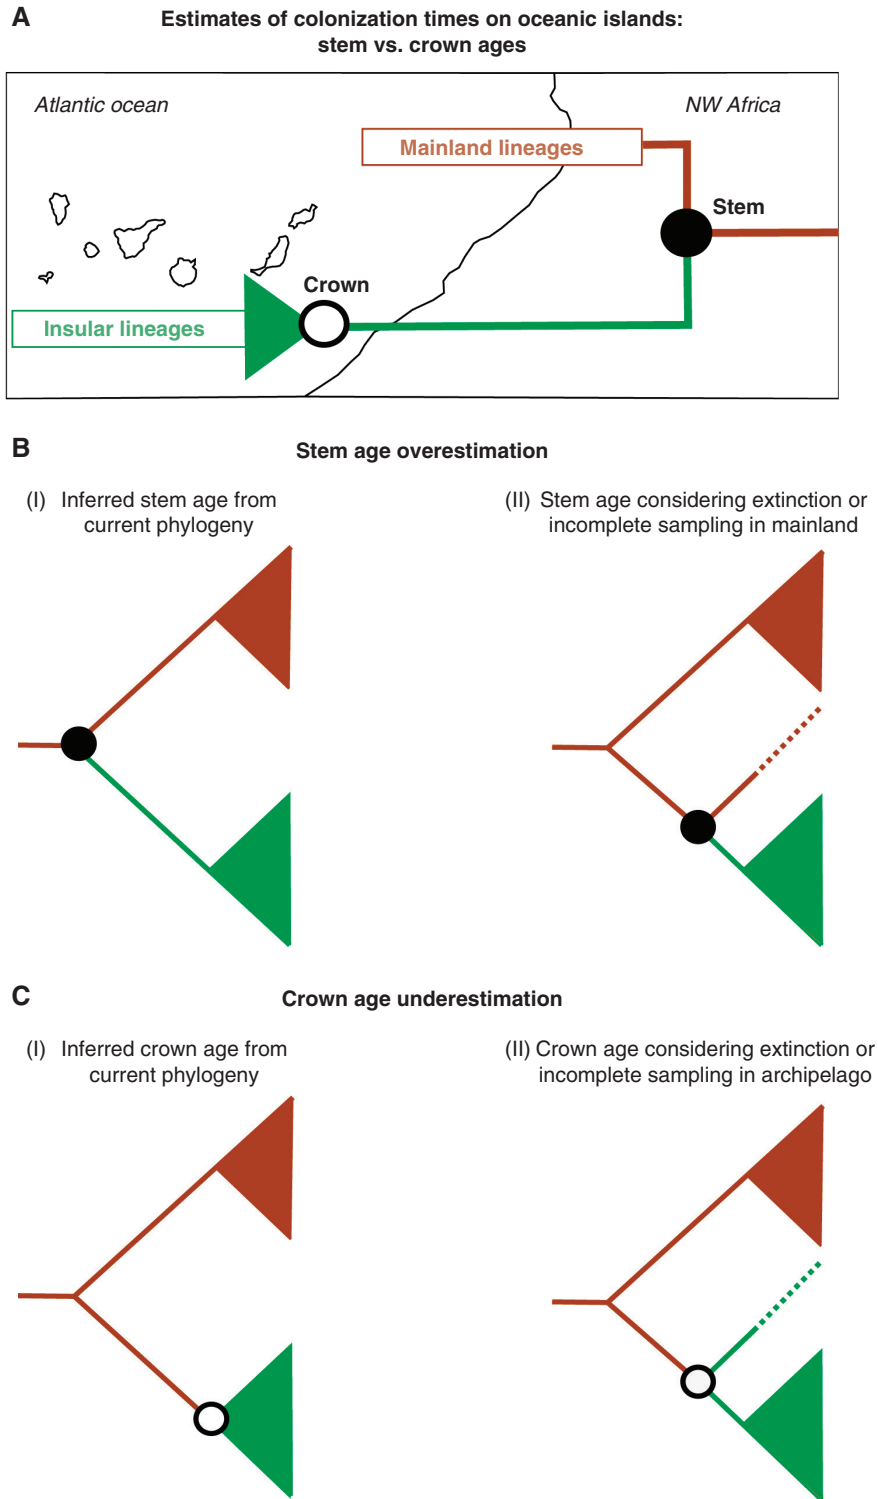 A
Estimates of colonization times on oceanic islands:
stem vs. crown ages
Atlantic ocean
NW Africa
Mainland lineages
Stem
Crown
Insular lineages
B
Stem age overestimation
(I) Inferred stem age from
current phylogeny
(II) Stem age considering extinction or
incomplete sampling in mainland
C
Crown age underestimation
(I) Inferred crown age from
current phylogeny
(II) Crown age considering extinction or
incomplete sampling in archipelago